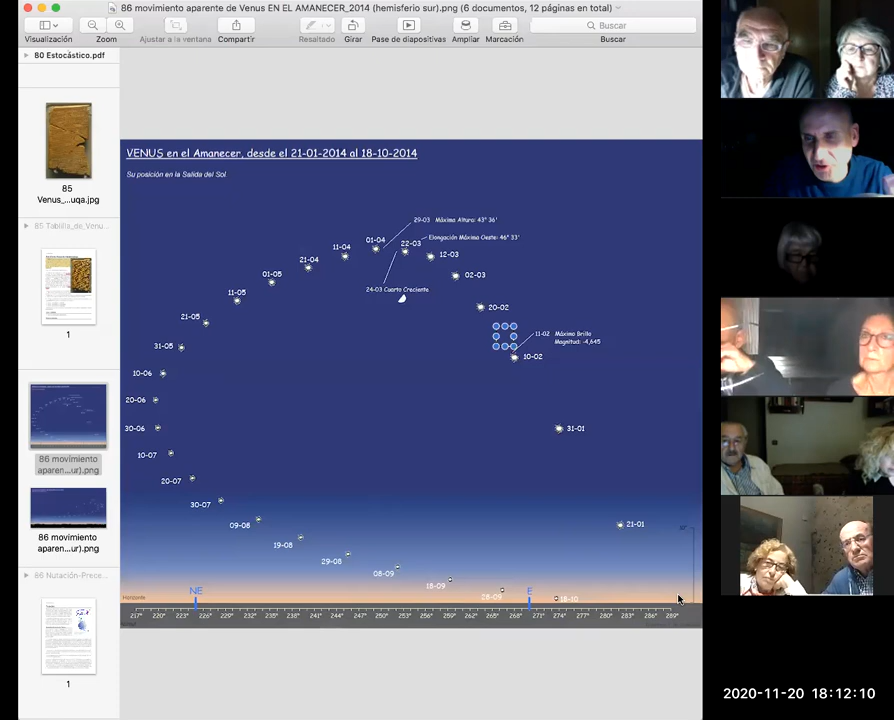 86 movimiento aparente de Venus EN EL AMANECER_2014 (hemisferio sur).png (6 documentos, 12 páginas en total)
Buscar
Visualización
Zoom
Ajustar a la ventana
Compartir
Resaltado
Girar
Pase de diapositivas
Ampliar
Marcación
Buscar
80 Estocástico.pdf
85
Venus_...uqa.jpg
85 Tablilla_de_Venu...
1
86 movimiento
aparen...ur).png
86 movimiento
aparen...ur).png
86 Nutación-Prece...
1
VENUS en el Amanecer, desde el 21-01-2014 al 18-10-2014
Su posición en la Salida del Sol
29-03 Máxima Altura: 43° 36'
Elongación Máxima Oeste: 46° 33'
01-04
22-03
11-04
12-03
21-04
02-03
01-05
24-03 Cuarto Creciente
11-05
20-02
21-05
11-02 Máximo Brillo
Magnitud: -4,645
31-05
10-02
10-06
20-06
30-06
31-01
10-07
20-07
30-07
09-08
21-01
19-08
29-08
08-09
18-09
28-09
18-10
Horizonte
NE
E
217° 220° 223° 226° 229° 232° 235° 238° 241° 244° 247° 250° 253° 256° 259° 262° 265° 268° 271° 274° 277° 280° 283° 286° 289°
2020-11-20 18:12:10